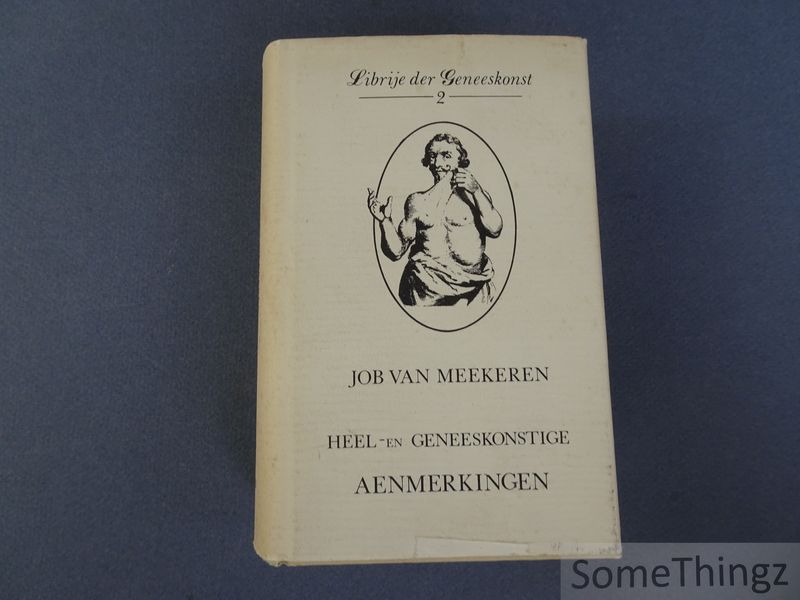 Librije der Geneeskonst
2
JOB VAN MEEKEREN
HEEL-EN GENEESKONSTIGE
AENMERKINGEN
SomeThingz